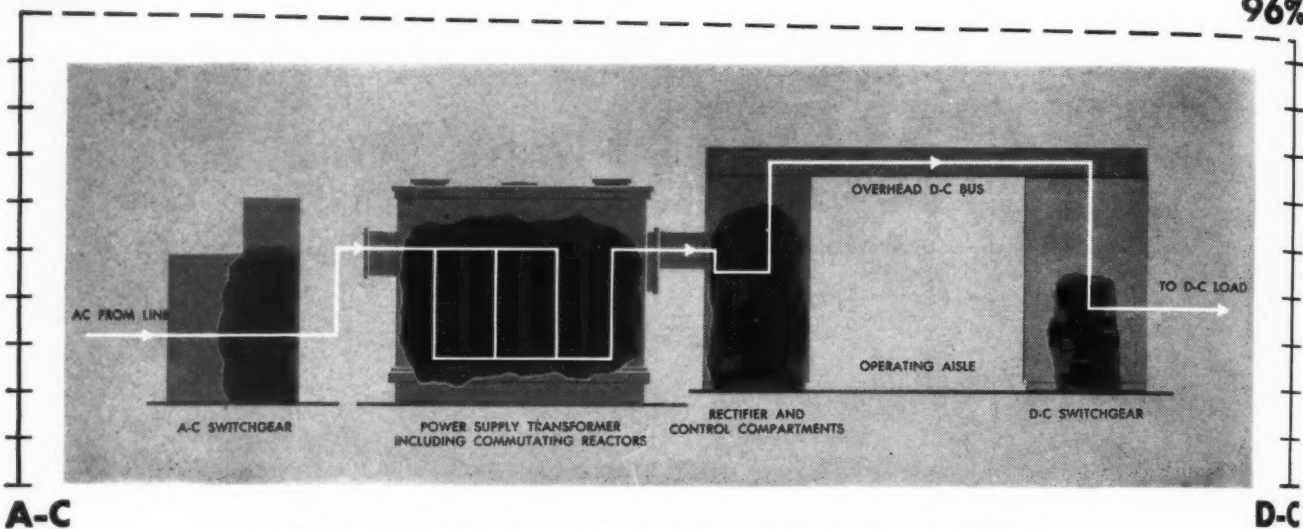 96%
OVERHEAD D-C BUS
AC FROM LINE
TO D-C LOAD
OPERATING AISLE
A-C SWITCHGEAR
POWER SUPPLY TRANSFORMER
INCLUDING COMMUTATING REACTORS
RECTIFIER AND
CONTROL COMPARTMENTS
D-C SWITCHGEAR
A-C
D-C